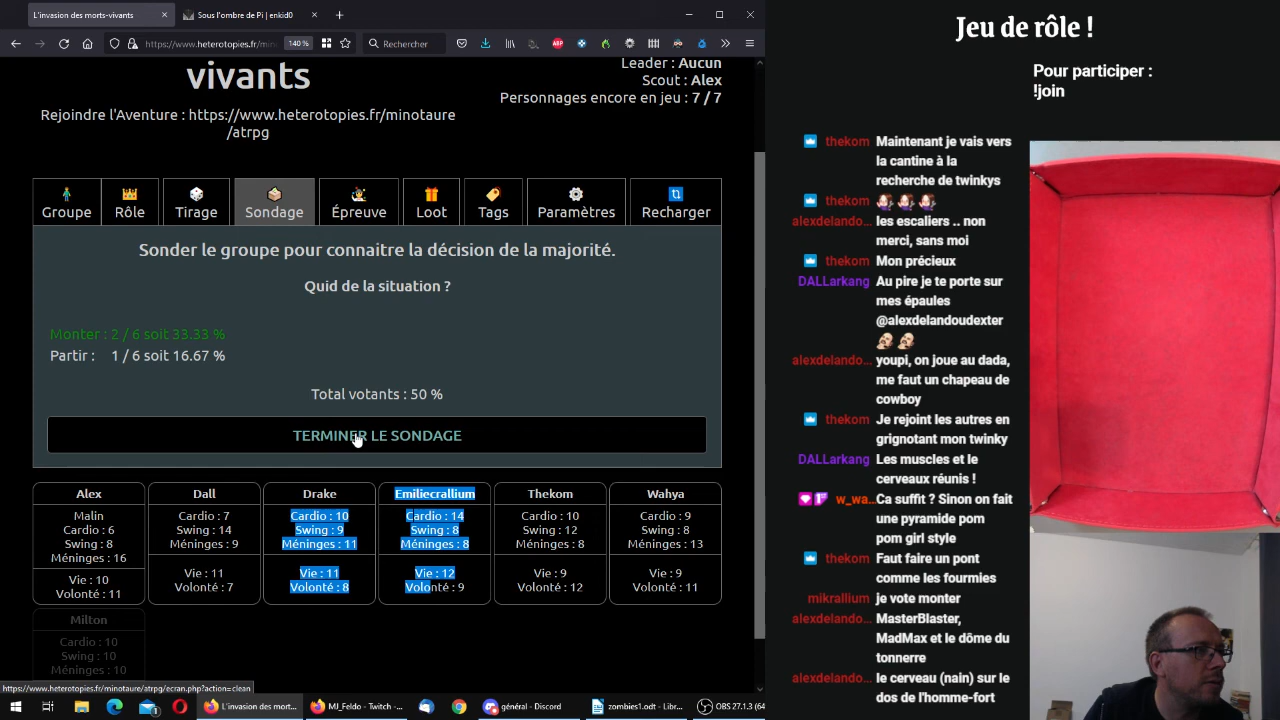 L'invasion des morts-vivants
Sous l'ombre de Pi | enkid0
https://www.heterotopies.fr/min
140 %
Rechercher
vivants
Leader : Aucun
Scout : Alex
Personnages encore en jeu : 7 / 7
Rejoindre l'Aventure : https://www.heterotopies.fr/minotaure
/atrpg
Groupe
Rôle
Tirage
Sondage
Épreuve
Loot
Tags
Paramètres
Recharger
Sonder le groupe pour connaitre la décision de la majorité.
Quid de la situation ?
Monter : 2 / 6 soit 33.33 %
Partir : 1 / 6 soit 16.67 %
Total votants : 50 %
TERMINER LE SONDAGE
Alex
Malin
Cardio : 6
Swing : 8
Méninges : 16
Vie : 10
Volonté : 11
Dall
Cardio : 7
Swing : 14
Méninges : 9
Vie : 11
Volonté : 7
Drake
Cardio : 10
Swing : 9
Méninges : 11
Vie : 11
Volonté : 8
Emiliecrallium
Cardio : 14
Swing : 8
Méninges : 8
Vie : 12
Volonté : 9
Thekom
Cardio : 10
Swing : 12
Méninges : 8
Vie : 9
Volonté : 12
Wahya
Cardio : 9
Swing : 8
Méninges : 13
Vie : 9
Volonté : 11
Milton
Cardio : 10
Swing : 10
Méninges : 10
https://www.heterotopies.fr/minotaure/atrpg/ecran.php?action=clean
L'invasion des mort...
MJ_Feldo - Twitch -...
général - Discord
zombies1.odt - Libr...
OBS 27.1.3 (64
Jeu de rôle !
Pour participer :
!join
thekom Maintenant je vais vers
la cantine à la
recherche de twinkys
thekom
alexdelando... les escaliers .. non
merci, sans moi
thekom Mon précieux
DALLarkang Au pire je te porte sur
mes épaules
@alexdelandoudexter
alexdelando... youpi, on joue au dada,
me faut un chapeau de
cowboy
thekom Je rejoint les autres en
grignotant mon twinky
DALLarkang Les muscles et le
cerveaux réunis !
w_wa... Ca suffit ? Sinon on fait
une pyramide pom
pom girl style
thekom Faut faire un pont
comme les fourmies
mikrallium je vote monter
alexdelando... MasterBlaster,
MadMax et le dôme du
tonnerre
alexdelando... le cerveau (nain) sur le
dos de l'homme-fort